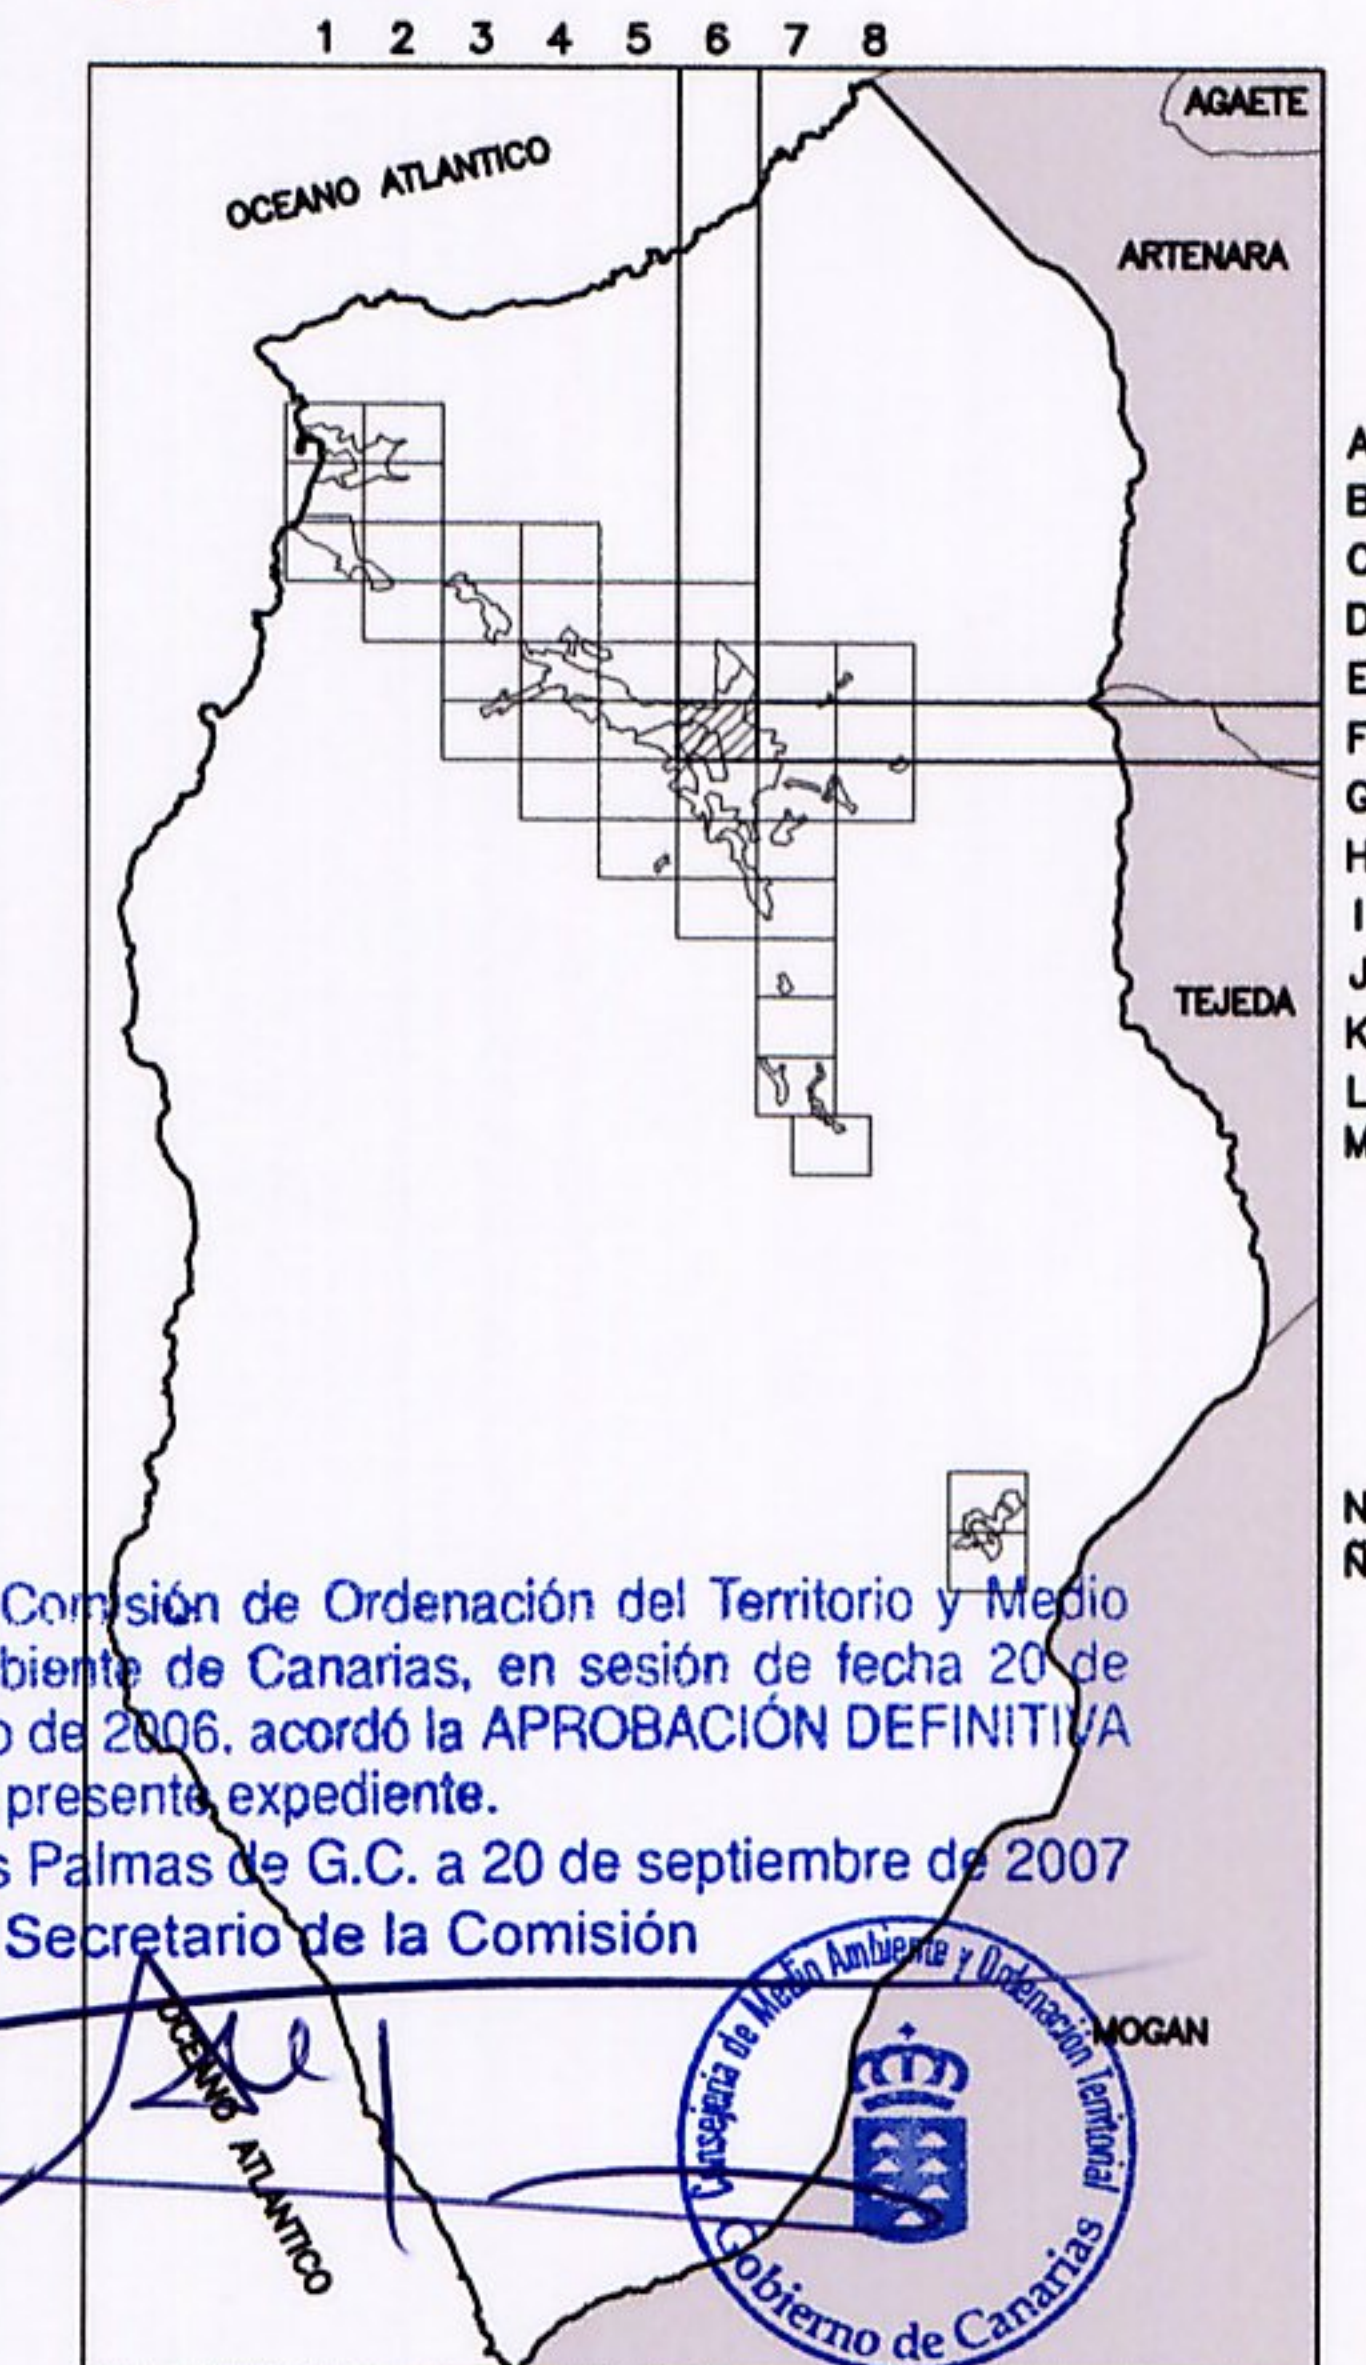 1 2 3 4 5 6 7 8
AGAETE
OCEANO ATLANTICO
ARTENARA
A
B
C
D
E
F
G
H
I
J
K
L
M
TEJEDA
N
Ñ
Comisión de Ordenación del Territorio y Medio
biente de Canarias, en sesión de fecha 20 de
o de 2006. acordó la APROBACIÓN DEFINITIVA
presente expediente.
s Palmas de G.C. a 20 de septiembre de 2007
Secretario de la Comisión
OCEANO ATLANTICO
MOGAN
Consejería de Medio Ambiente y Ordenación Territorial
Gobierno de Canarias